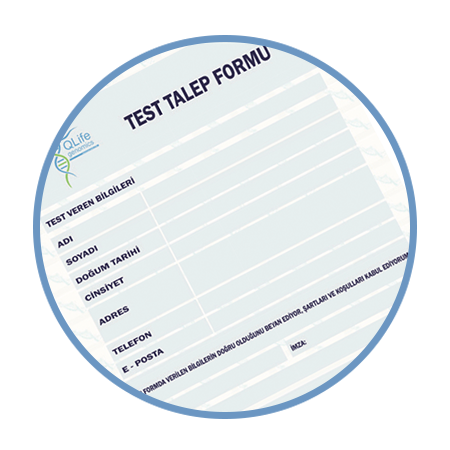 TEST TALEP FORMU
QLife
genomics
TEST VEREN BİLGİLERİ
ADI
SOYADI
DOĞUM TARİHİ
CİNSİYET
ADRES
TELEFON
E - POSTA
FORMDA VERİLEN BİLGİLERİN DOĞRU OLDUĞUNU BEYAN EDİYOR, ŞARTLARI VE KOŞULLARI KABUL EDİYORUM
İMZA: